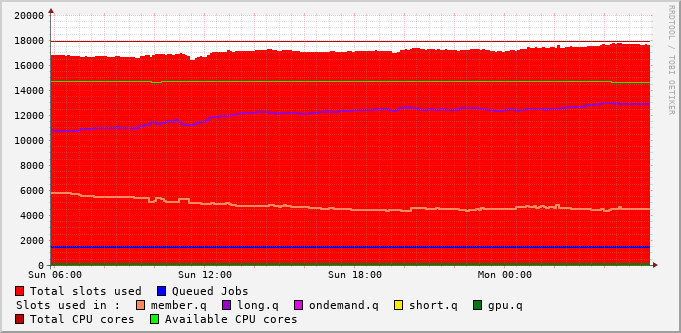 20000
18000
16000
14000
12000
10000
8000
6000
4000
2000
0
Sun 06:00 Sun 12:00 Sun 18:00 Mon 00:00
Total slots used Queued Jobs
Slots used in : member.q long.q ondemand.q short.q gpu.q
Total CPU cores Available CPU cores
RRDTOOL / TOBI OETIKER